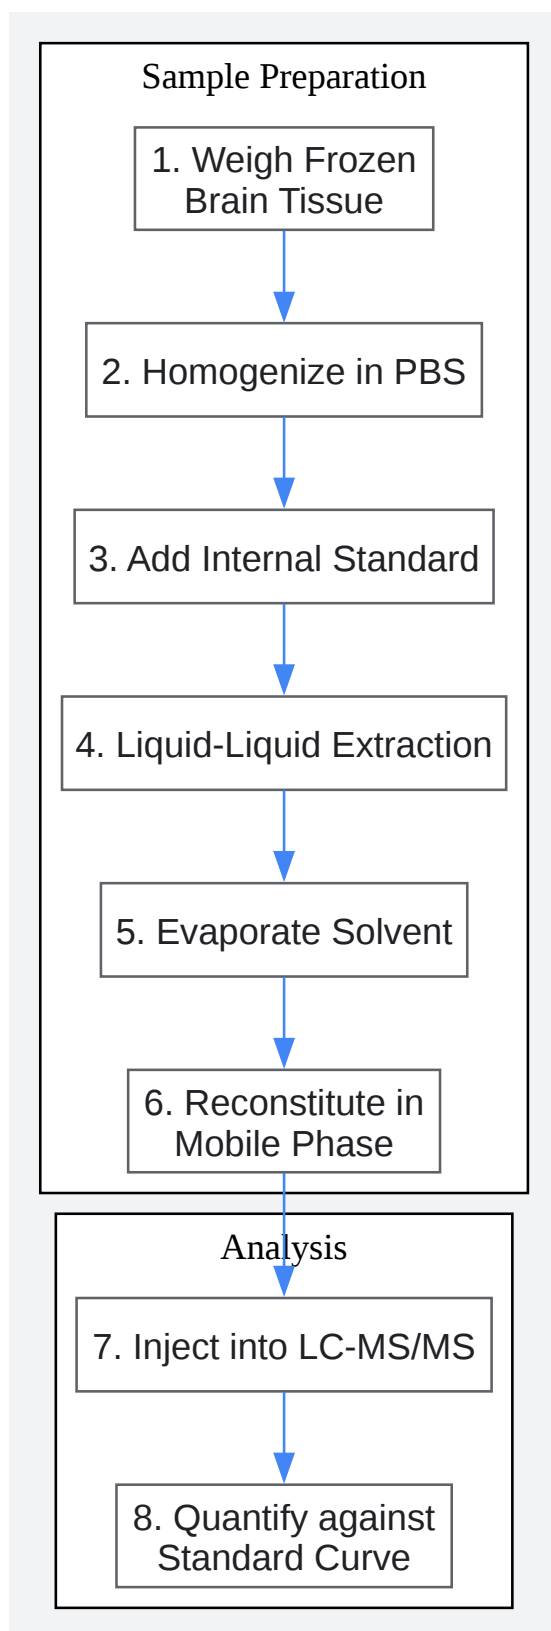 Sample Preparation
1. Weigh Frozen
Brain Tissue
2. Homogenize in PBS
3. Add Internal Standard
4. Liquid-Liquid Extraction
5. Evaporate Solvent
6. Reconstitute in
Mobile Phase
Analysis
7. Inject into LC-MS/MS
8. Quantify against
Standard Curve